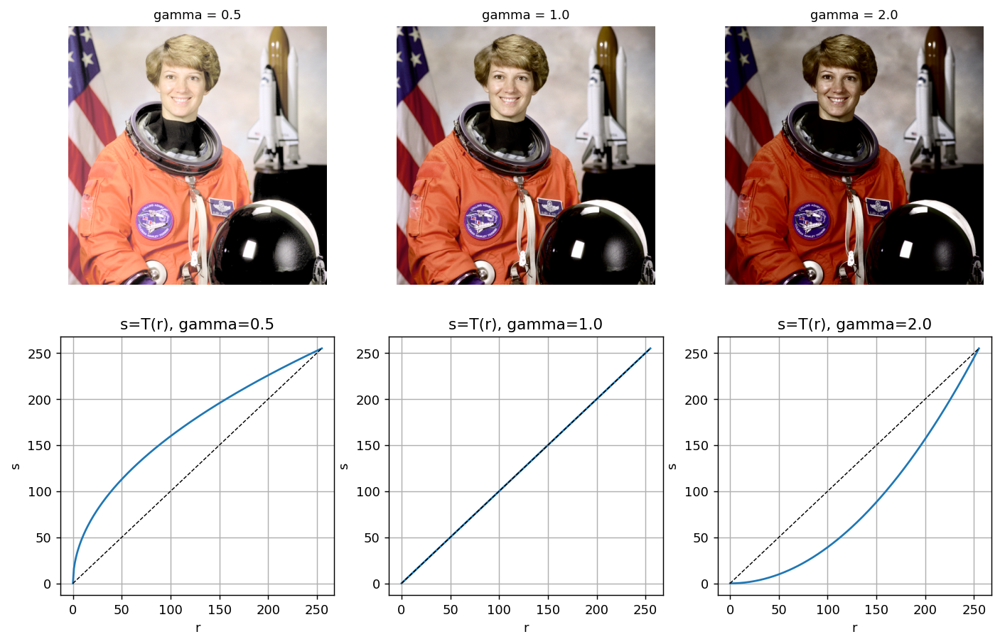 gamma = 0.5
gamma = 1.0
gamma = 2.0
s=T(r), gamma=0.5
s=T(r), gamma=1.0
s=T(r), gamma=2.0
250
200
150
100
50
0
s
0 50 100 150 200 250
r
250
200
150
100
50
0
s
0 50 100 150 200 250
r
250
200
150
100
50
0
s
0 50 100 150 200 250
r